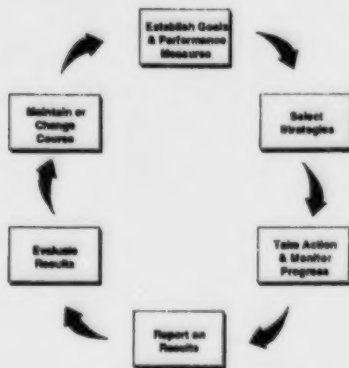 Establish Goals
& Performance
Measures
Select
Strategies
Take Action
& Monitor
Progress
Report on
Results
Evaluate
Results
Maintain or
Change
Course